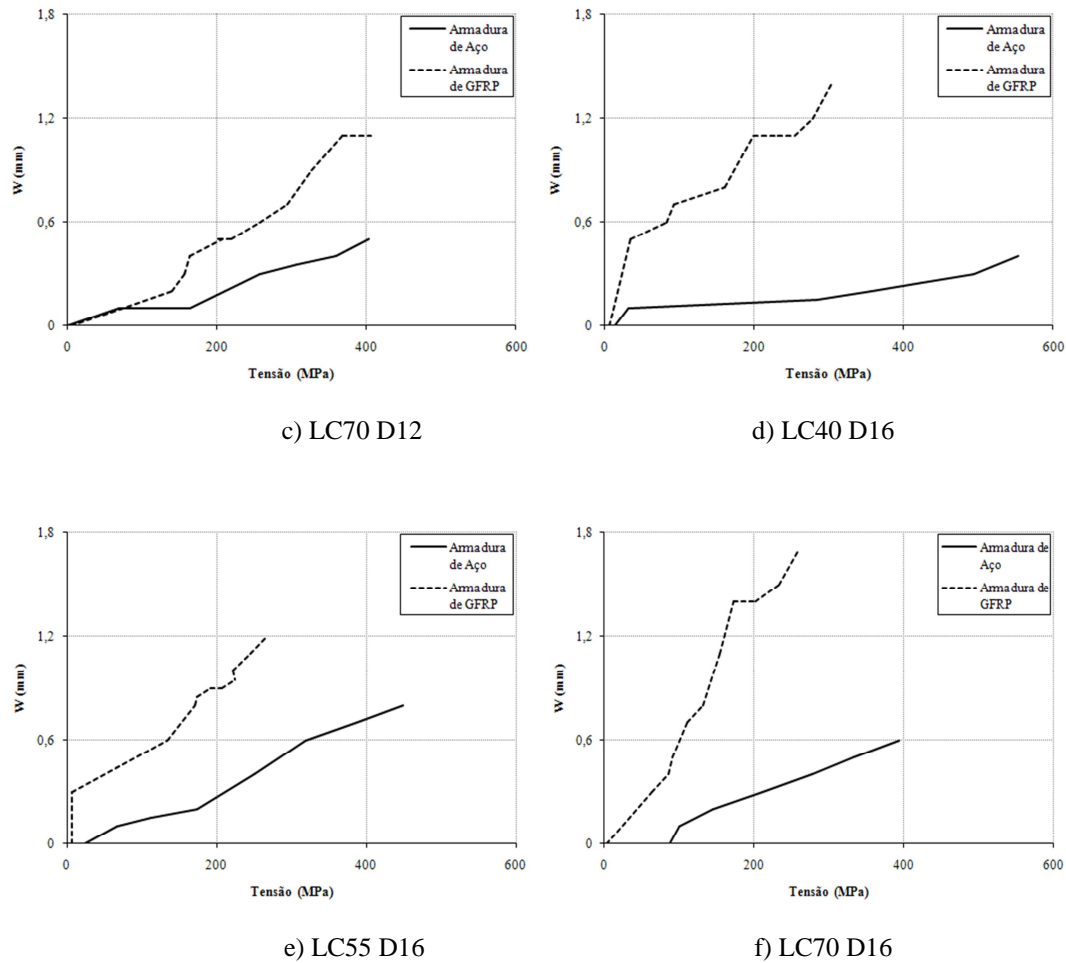 1,8
1,2
0,6
0
W (mm)
Armadura
de Aço
Armadura
de GFRP
0
200
400
600
Tensão (MPa)
c) LC70 D12
1,8
1,2
0,6
0
W (mm)
Armadura
de Aço
Armadura
de GFRP
0
200
400
600
Tensão (MPa)
d) LC40 D16
1,8
1,2
0,6
0
W (mm)
Armadura
de Aço
Armadura
de GFRP
0
200
400
600
Tensão (MPa)
e) LC55 D16
1,8
1,2
0,6
0
W (mm)
Armadura de
Aço
Armadura de
GFRP
0
200
400
600
Tensão (MPa)
f) LC70 D16